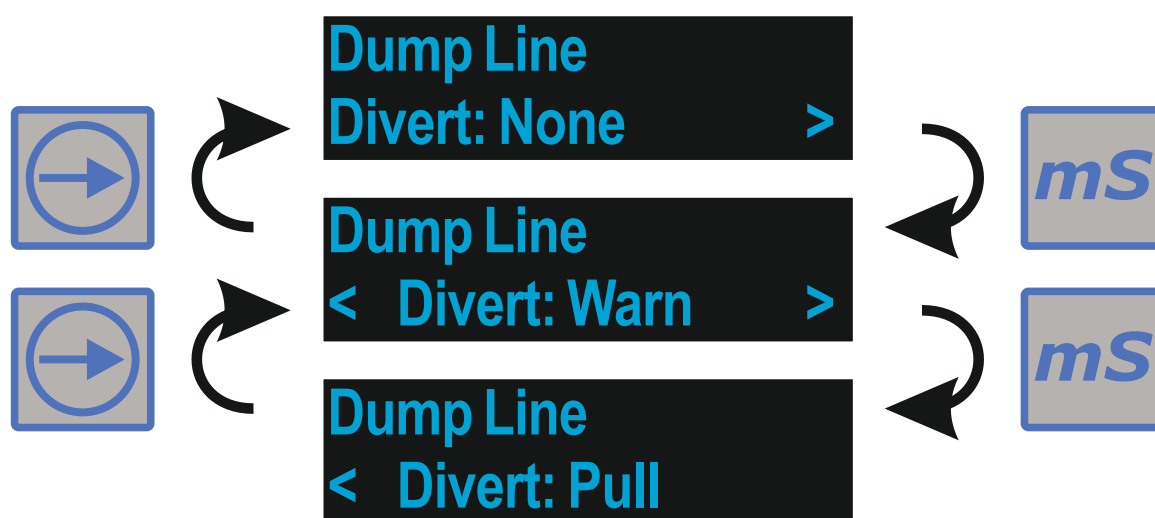 Dump Line
Divert: None >
mS
Dump Line
< Divert: Warn >
mS
Dump Line
< Divert: Pull